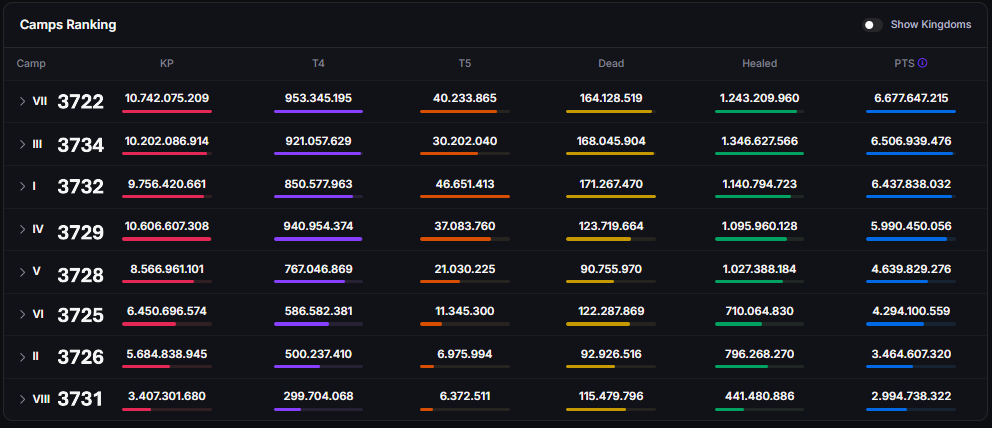 Camps Ranking Show Kingdoms
Camp KP T4 T5 Dead Healed PTS
VII 3722 10.742.075.209 953.345.195 40.233.865 164.128.519 1.243.209.960 6.677.647.215
III 3734 10.202.086.914 921.057.629 30.202.040 168.045.904 1.346.627.566 6.506.939.476
I 3732 9.756.420.661 850.577.963 46.651.413 171.267.470 1.140.794.723 6.437.838.032
IV 3729 10.606.607.308 940.954.374 37.083.760 123.719.664 1.095.960.128 5.990.450.056
V 3728 8.566.961.101 767.046.869 21.030.225 90.755.970 1.027.388.184 4.639.829.276
VI 3725 6.450.696.574 586.582.381 11.345.300 122.287.869 710.064.830 4.294.100.559
II 3726 5.684.838.945 500.237.410 6.975.994 92.926.516 796.268.270 3.464.607.320
VIII 3731 3.407.301.680 299.704.068 6.372.511 115.479.796 441.480.886 2.994.738.322